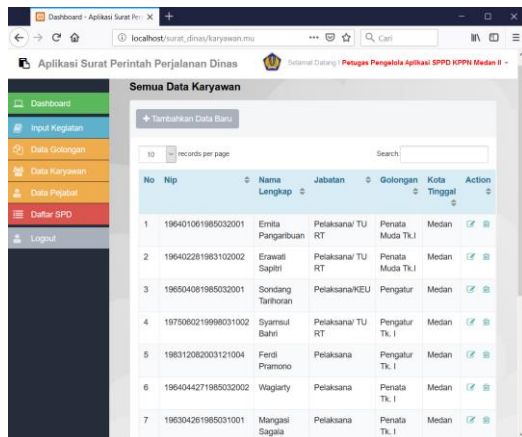 Dashboard - Aplikasi Surat Per
localhost/surat_dinas/karyawan.mu
Cari
Aplikasi Surat Perintah Perjalanan Dinas
Selamat Datang ! Petugas Pengelola Aplikasi SPPD KPPN Medan II
Dashboard
Input Kegiatan
Data Golongan
Data Karyawan
Data Pejabat
Daftar SPD
Logout
Semua Data Karyawan
Tambahkan Data Baru
10 records per page
Search:
No Nip Nama Lengkap Jabatan Golongan Kota Tinggal Action
1 196401061985032001 Ernita Pangaribuan Pelaksana/ TU RT Penata Muda Tk.I Medan
2 196402281983102002 Erawati Sapitri Pelaksana/ TU RT Penata Muda Tk.I Medan
3 196504081985032001 Sondang Tarihoran Pelaksana/KEU Pengatur Medan
4 1975060219998031002 Syamsul Bahri Pelaksana/ TU RT Pengatur Tk. I Medan
5 198312082003121004 Ferdi Pramono Pelaksana Pengatur Tk. I Medan
6 1964044271985032002 Wagiarty Pelaksana Penata Tk. I Medan
7 196304261985031001 Mangasi Sagala Pelaksana Penata Tk. I Medan